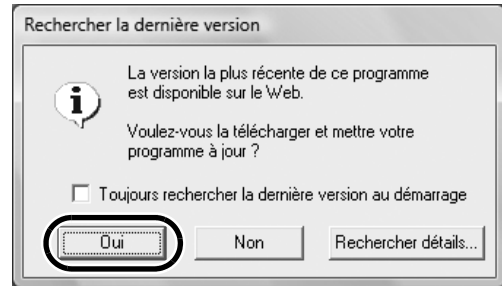 Rechercher la dernière version
La version la plus récente de ce programme
est disponible sur le Web.
Voulez-vous la télécharger et mettre votre
programme à jour ?
Toujours rechercher la dernière version au démarrage
Oui
Non
Rechercher détails...